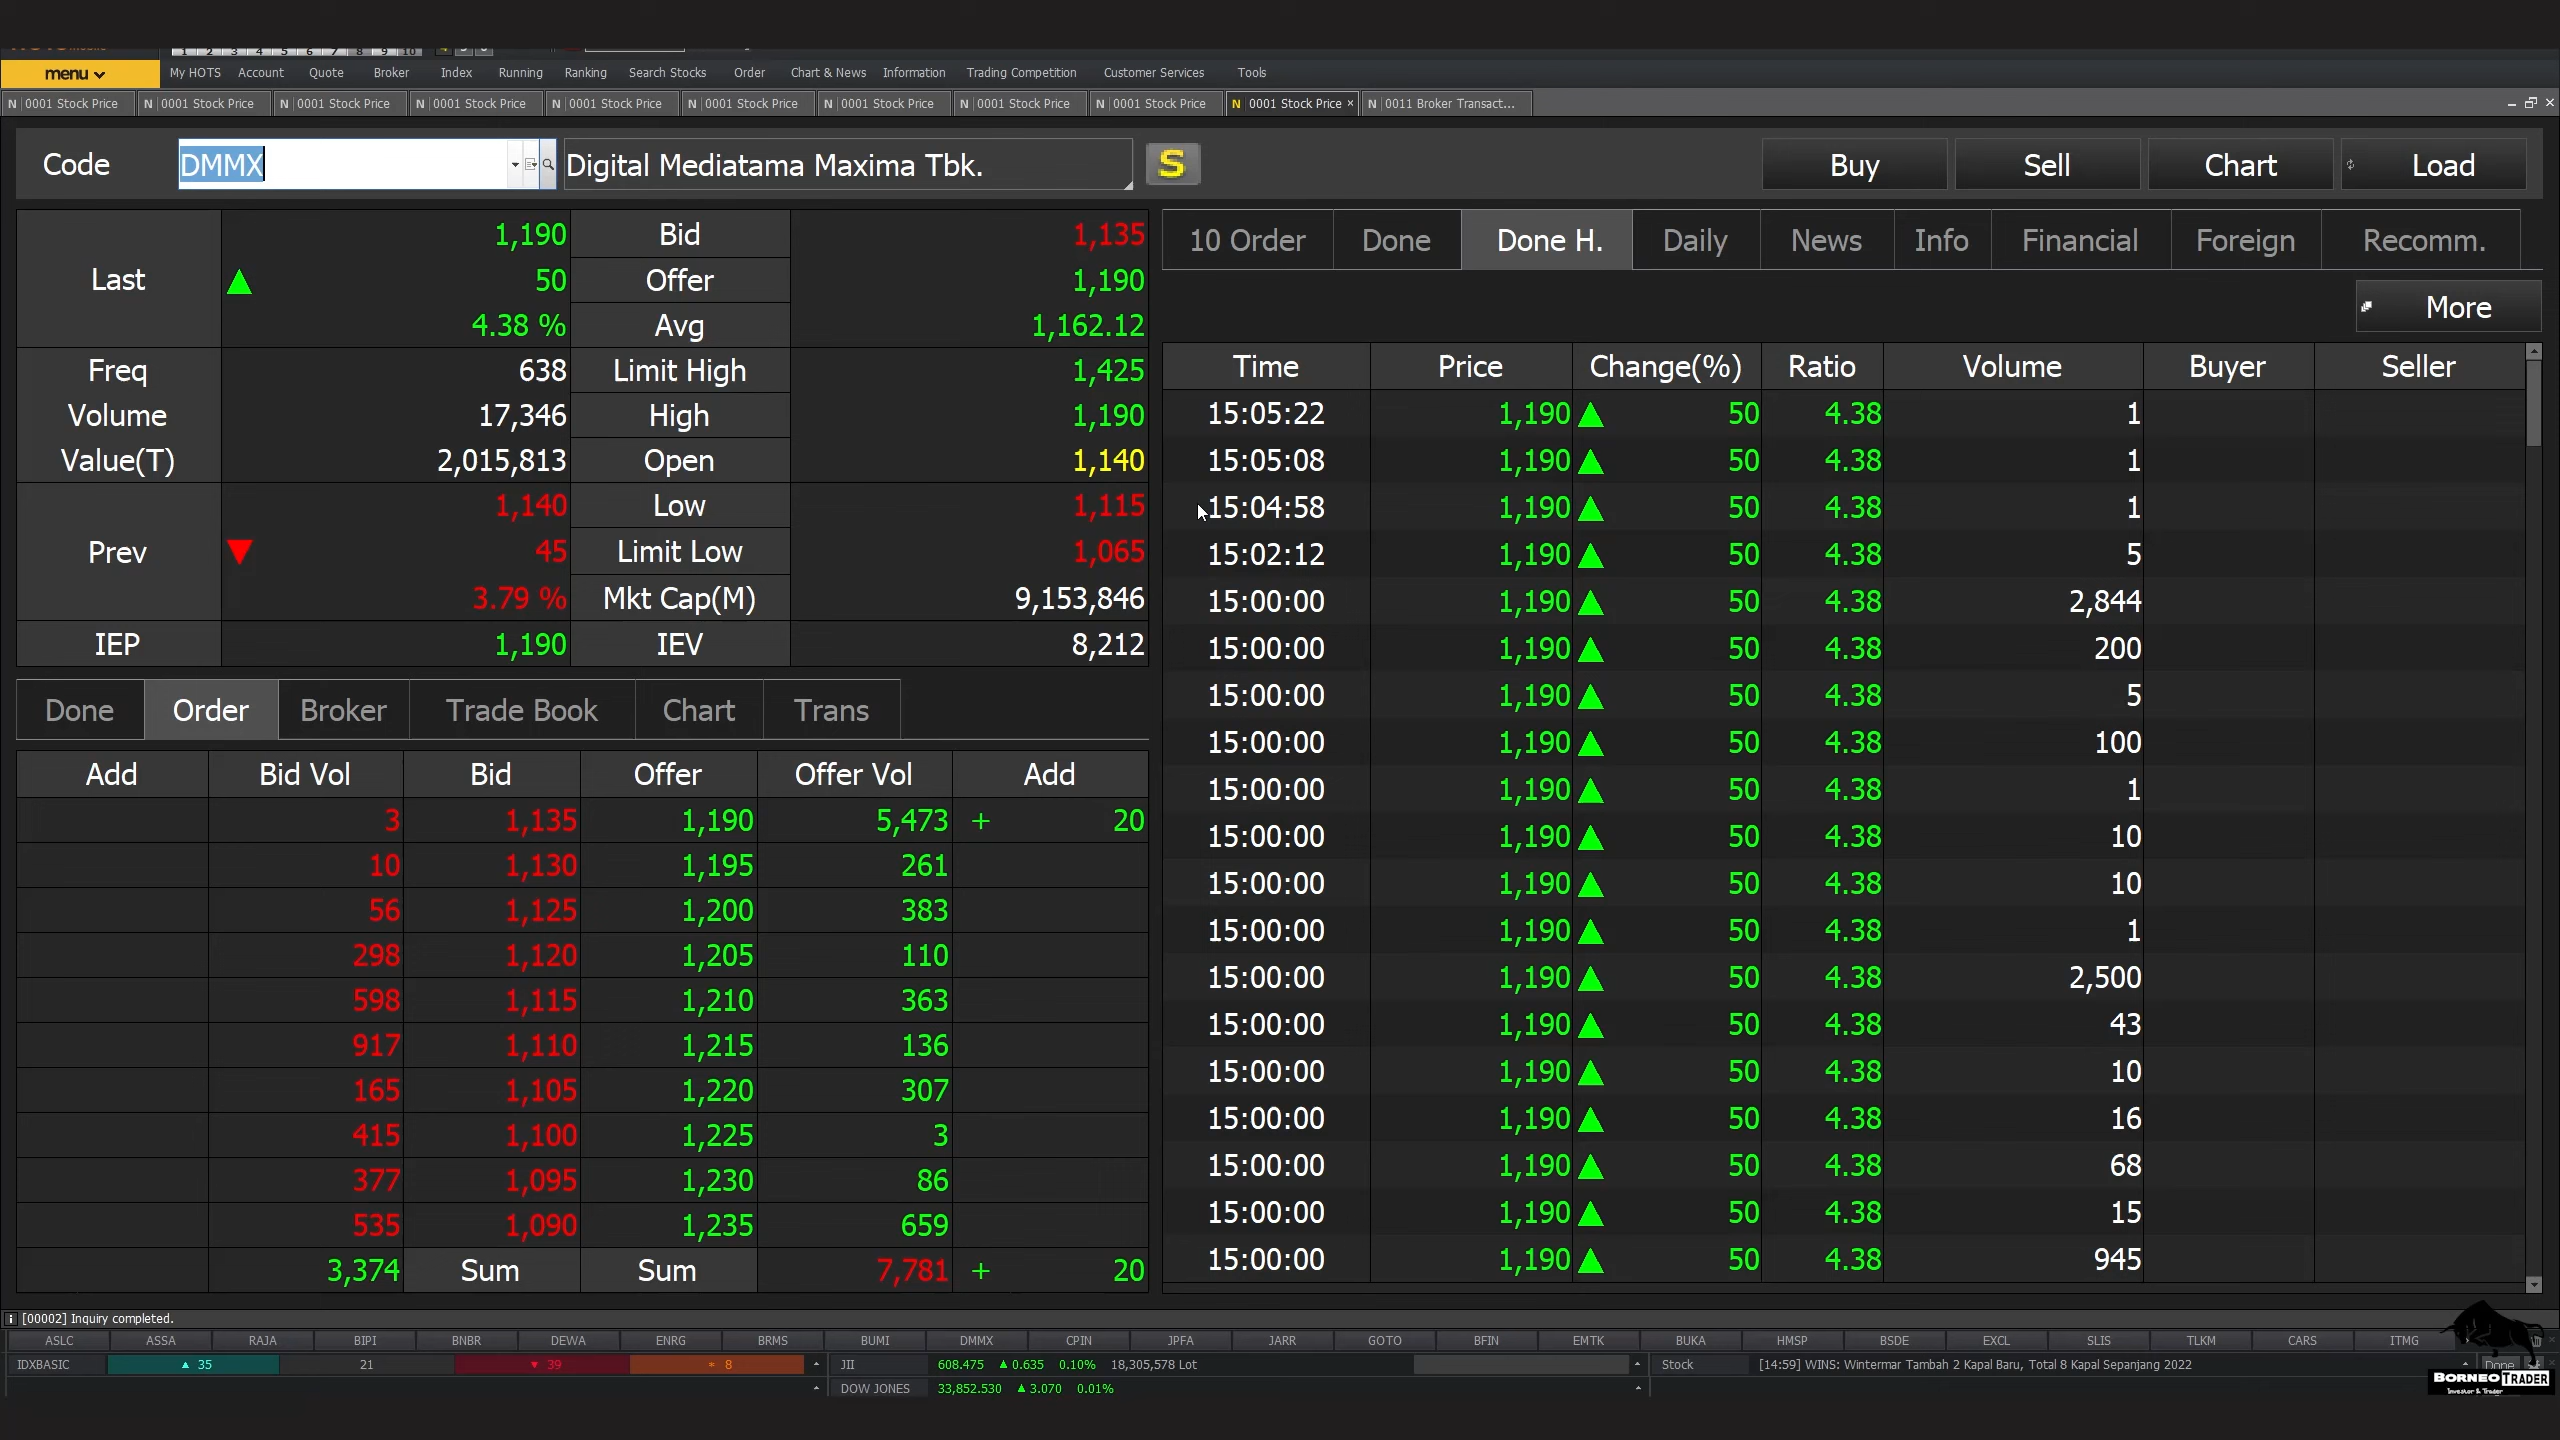 1 2 3 4 5 6 7 8 9 10
menu My HOTS Account Quote Broker Index Running Ranking Search Stocks Order Chart & News Information Trading Competition Customer Services Tools
N 0001 Stock Price N 0001 Stock Price N 0001 Stock Price N 0001 Stock Price N 0001 Stock Price N 0001 Stock Price N 0001 Stock Price N 0001 Stock Price N 0001 Stock Price N 0001 Stock Price × N 0011 Broker Transact...
Code DMMX Digital Mediatama Maxima Tbk. S Buy Sell Chart Load
Last ▲ 1,190 Bid 1,135
50 Offer 1,190
4.38 % Avg 1,162.12
Freq 638 Limit High 1,425
Volume 17,346 High 1,190
Value(T) 2,015,813 Open 1,140
Prev ▼ 1,140 Low 1,115
45 Limit Low 1,065
3.79 % Mkt Cap(M) 9,153,846
IEP 1,190 IEV 8,212
Done Order Broker Trade Book Chart Trans
Add Bid Vol Bid Offer Offer Vol Add
3 1,135 1,190 5,473 + 20
10 1,130 1,195 261
56 1,125 1,200 383
298 1,120 1,205 110
598 1,115 1,210 363
917 1,110 1,215 136
165 1,105 1,220 307
415 1,100 1,225 3
377 1,095 1,230 86
535 1,090 1,235 659
3,374 Sum Sum 7,781 + 20
10 Order Done Done H. Daily News Info Financial Foreign Recomm.
More
Time Price Change(%) Ratio Volume Buyer Seller
15:05:22 1,190 ▲ 50 4.38 1
15:05:08 1,190 ▲ 50 4.38 1
15:04:58 1,190 ▲ 50 4.38 1
15:02:12 1,190 ▲ 50 4.38 5
15:00:00 1,190 ▲ 50 4.38 2,844
15:00:00 1,190 ▲ 50 4.38 200
15:00:00 1,190 ▲ 50 4.38 5
15:00:00 1,190 ▲ 50 4.38 100
15:00:00 1,190 ▲ 50 4.38 1
15:00:00 1,190 ▲ 50 4.38 10
15:00:00 1,190 ▲ 50 4.38 10
15:00:00 1,190 ▲ 50 4.38 1
15:00:00 1,190 ▲ 50 4.38 2,500
15:00:00 1,190 ▲ 50 4.38 43
15:00:00 1,190 ▲ 50 4.38 10
15:00:00 1,190 ▲ 50 4.38 16
15:00:00 1,190 ▲ 50 4.38 68
15:00:00 1,190 ▲ 50 4.38 15
15:00:00 1,190 ▲ 50 4.38 945
[00002] Inquiry completed.
ASLC ASSA RAJA BIPI BNBR DEWA ENRG BRMS BUMI DMMX CPIN JPFA JARR GOTO BFIN EMTK BUKA HMSP BSDE EXCL SLIS TLKM CARS ITMG
IDXBASIC ▲ 35 21 ▼ 39 * 8 JII 608.475 ▲ 0.635 0.10% 18,305,578 Lot Stock [14:59] WINS: Wintermar Tambah 2 Kapal Baru, Total 8 Kapal Sepanjang 2022 Done
DOW JONES 33,852.530 ▲ 3.070 0.01%
BORNEO TRADER
Investor & Trader